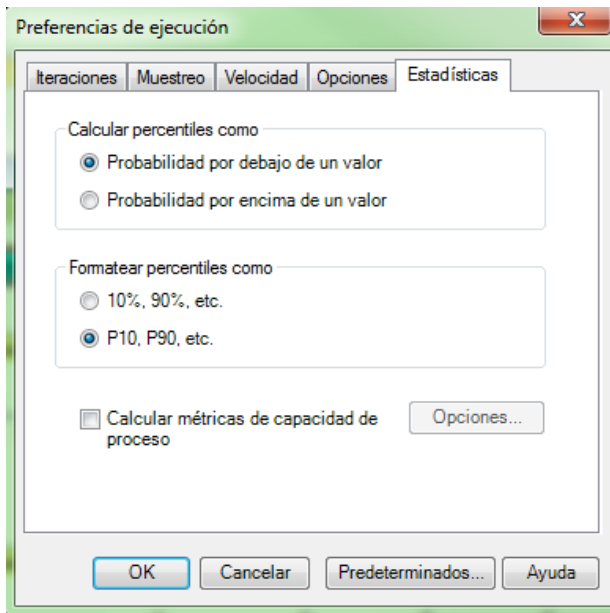 Preferencias de ejecución
Iteraciones Muestreo Velocidad Opciones Estadísticas
Calcular percentiles como
Probabilidad por debajo de un valor
Probabilidad por encima de un valor
Formatear percentiles como
10%, 90%, etc.
P10, P90, etc.
Calcular métricas de capacidad de
proceso
Opciones...
OK Cancelar Predeterminados... Ayuda